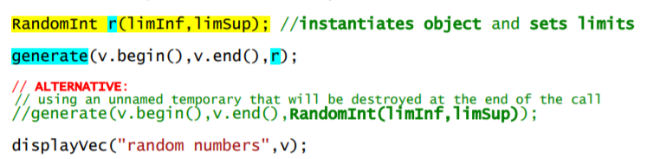 RandomInt r(limInf,limSup); //instantiates object and sets limits
generate(v.begin(),v.end(),r);
// ALTERNATIVE:
// using an unnamed temporary that will be destroyed at the end of the call
//generate(v.begin(),v.end(),RandomInt(limInf,limSup));
displayVec("random numbers",v);